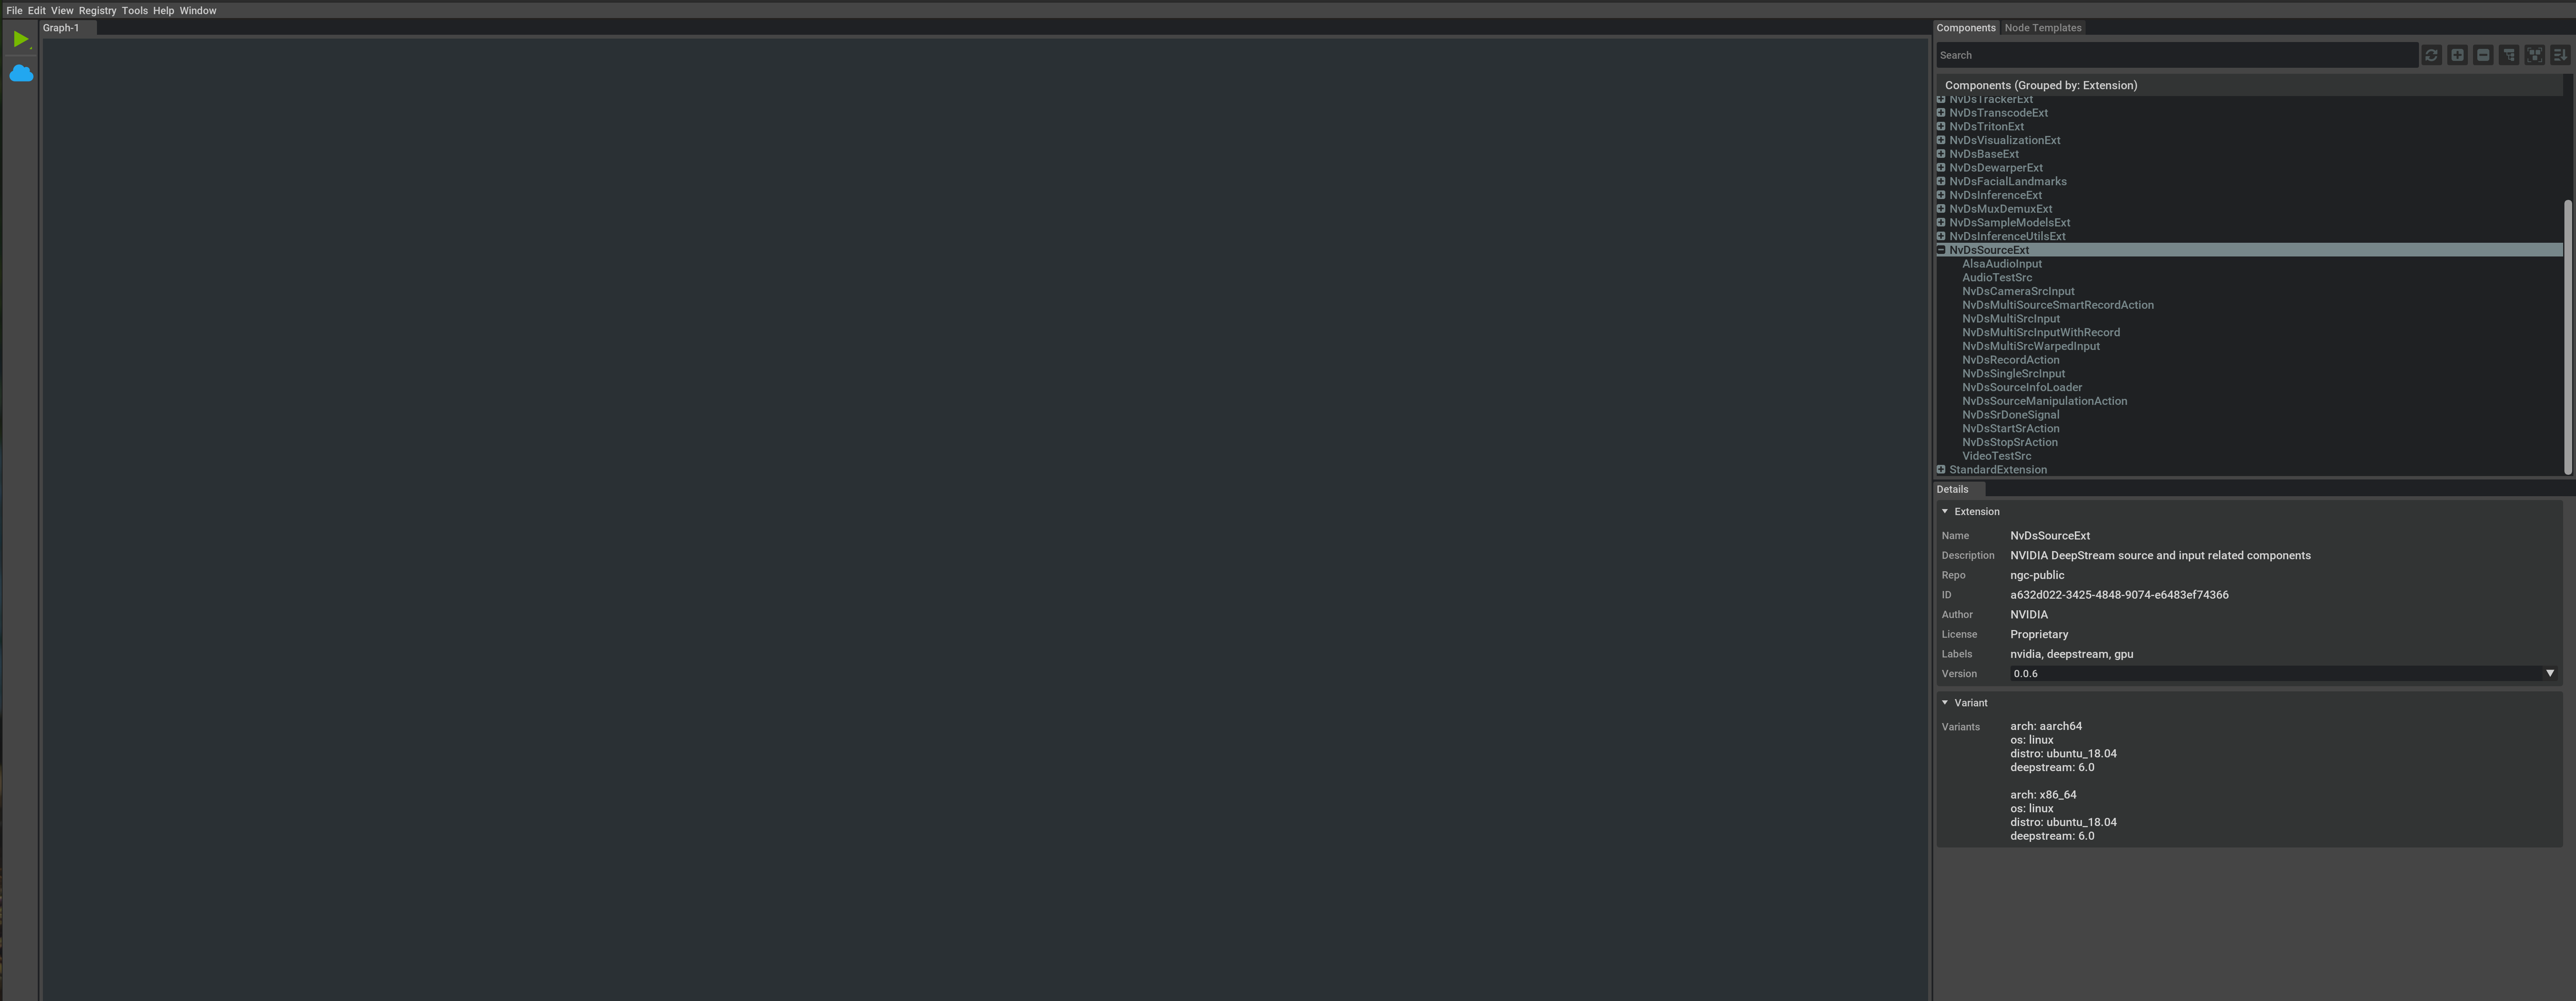 File Edit View Registry Tools Help Window
Graph-1
Components Node Templates
Search
Components (Grouped by: Extension)
NvDsTrackerExt
NvDsTranscodeExt
NvDsTritonExt
NvDsVisualizationExt
NvDsBaseExt
NvDsDewarperExt
NvDsFacialLandmarks
NvDsInferenceExt
NvDsMuxDemuxExt
NvDsSampleModelsExt
NvDsInferenceUtilsExt
NvDsSourceExt
AlsaAudioInput
AudioTestSrc
NvDsCameraSrcInput
NvDsMultiSourceSmartRecordAction
NvDsMultiSrcInput
NvDsMultiSrcInputWithRecord
NvDsMultiSrcWarpedInput
NvDsRecordAction
NvDsSingleSrcInput
NvDsSourceInfoLoader
NvDsSourceManipulationAction
NvDsSrDoneSignal
NvDsStartSrAction
NvDsStopSrAction
VideoTestSrc
StandardExtension
Details
Extension
Name NvDsSourceExt
Description NVIDIA DeepStream source and input related components
Repo ngc-public
ID a632d022-3425-4848-9074-e6483ef74366
Author NVIDIA
License Proprietary
Labels nvidia, deepstream, gpu
Version 0.0.6
Variant
Variants arch: aarch64
os: linux
distro: ubuntu_18.04
deepstream: 6.0
arch: x86_64
os: linux
distro: ubuntu_18.04
deepstream: 6.0